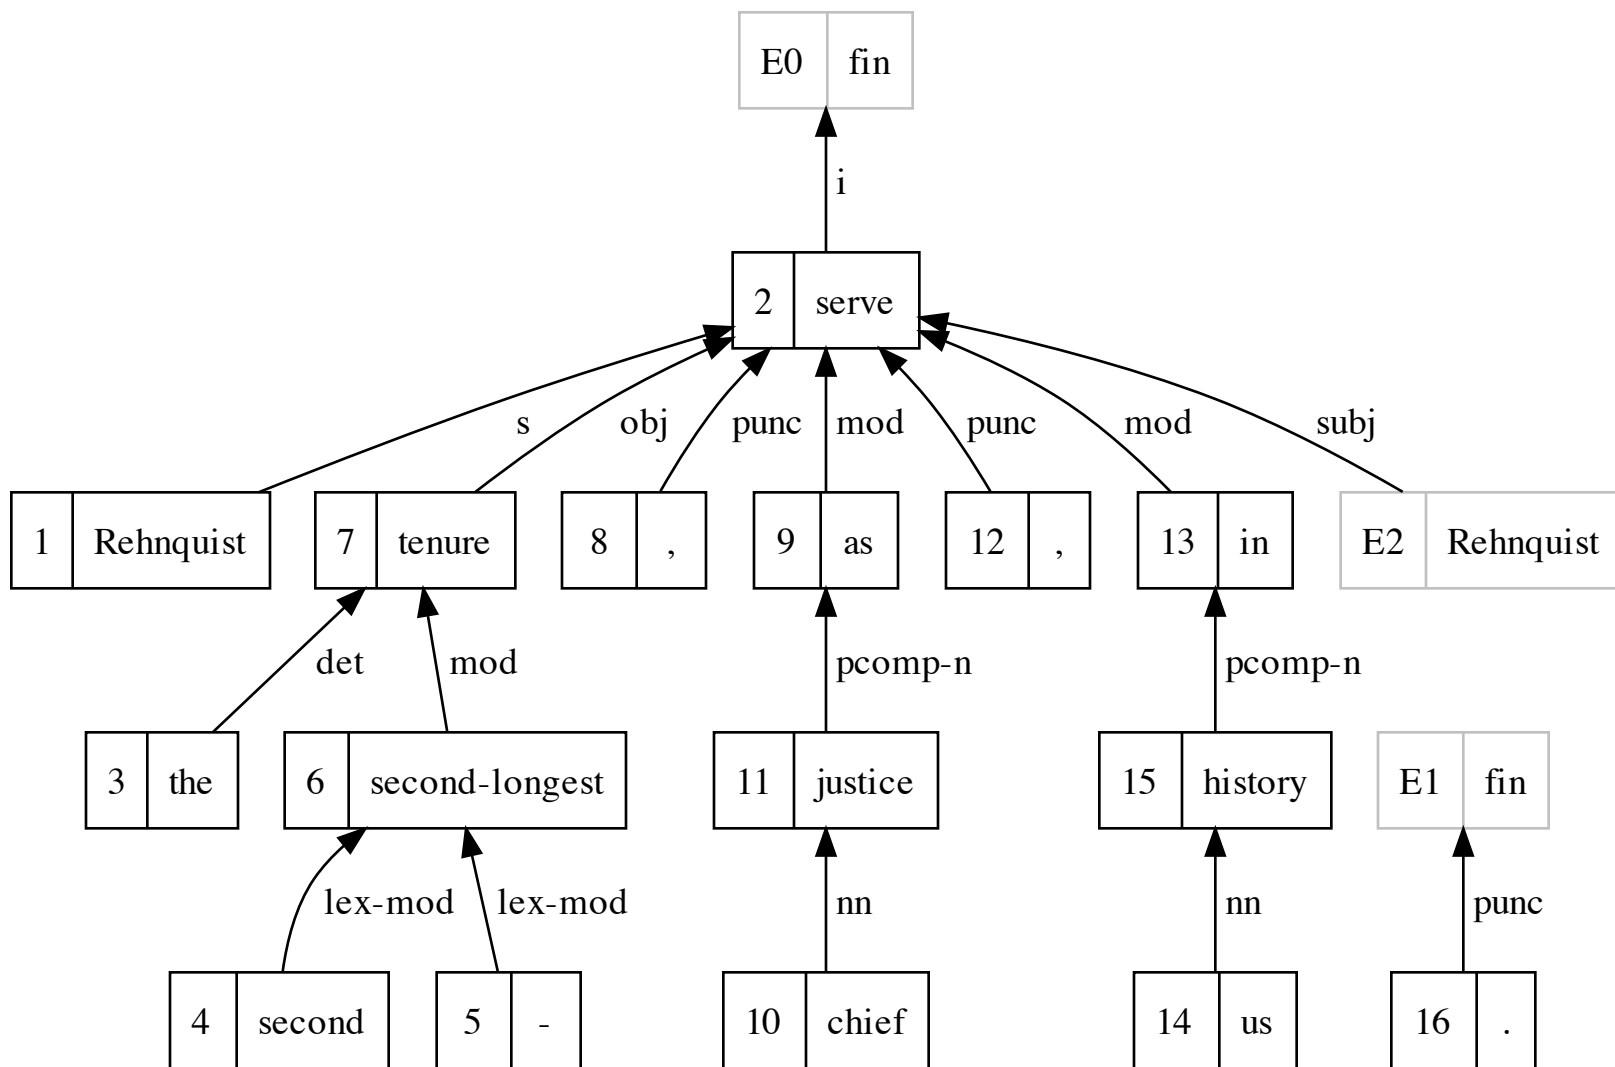 E0 fin
i
2 serve
s obj punc mod punc mod subj
1 Rehnquist 7 tenure 8 , 9 as 12 , 13 in E2 Rehnquist
det mod pcomp-n pcomp-n
3 the 6 second-longest 11 justice 15 history E1 fin
lex-mod lex-mod nn nn punc
4 second 5 - 10 chief 14 us 16 .